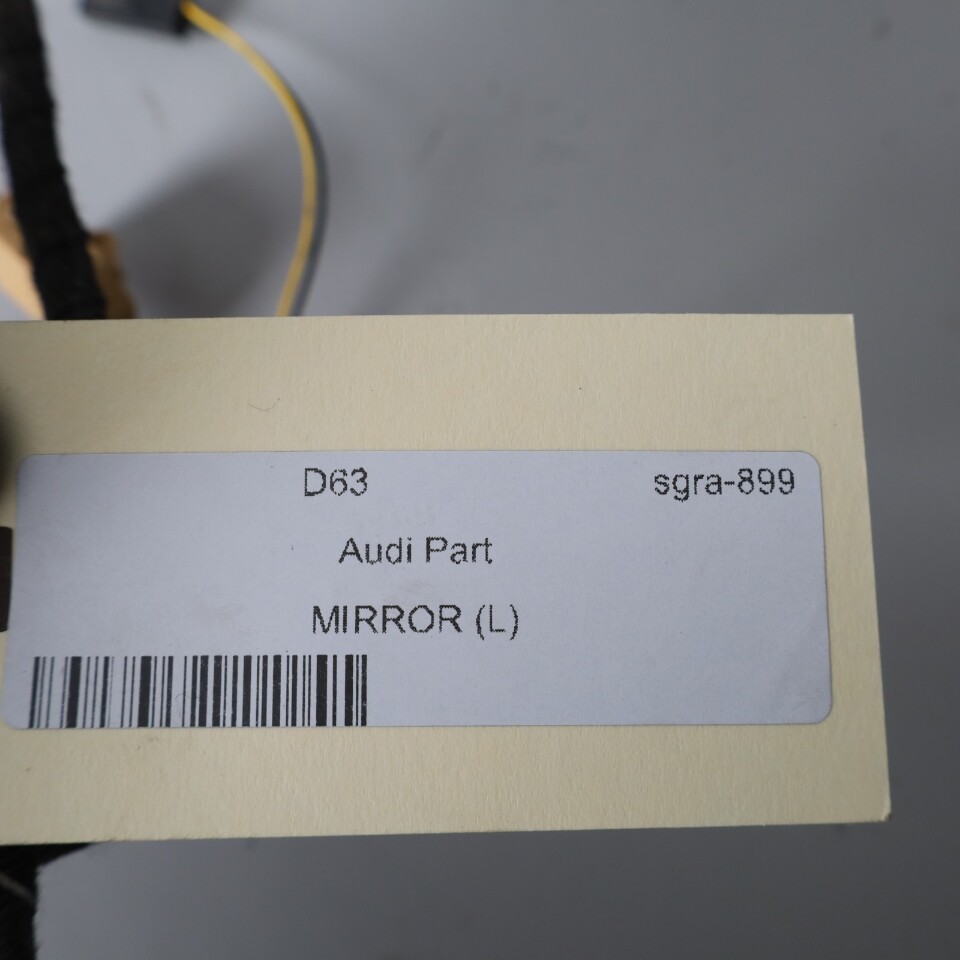 D63 sgra-899
Audi Part
MIRROR (L)